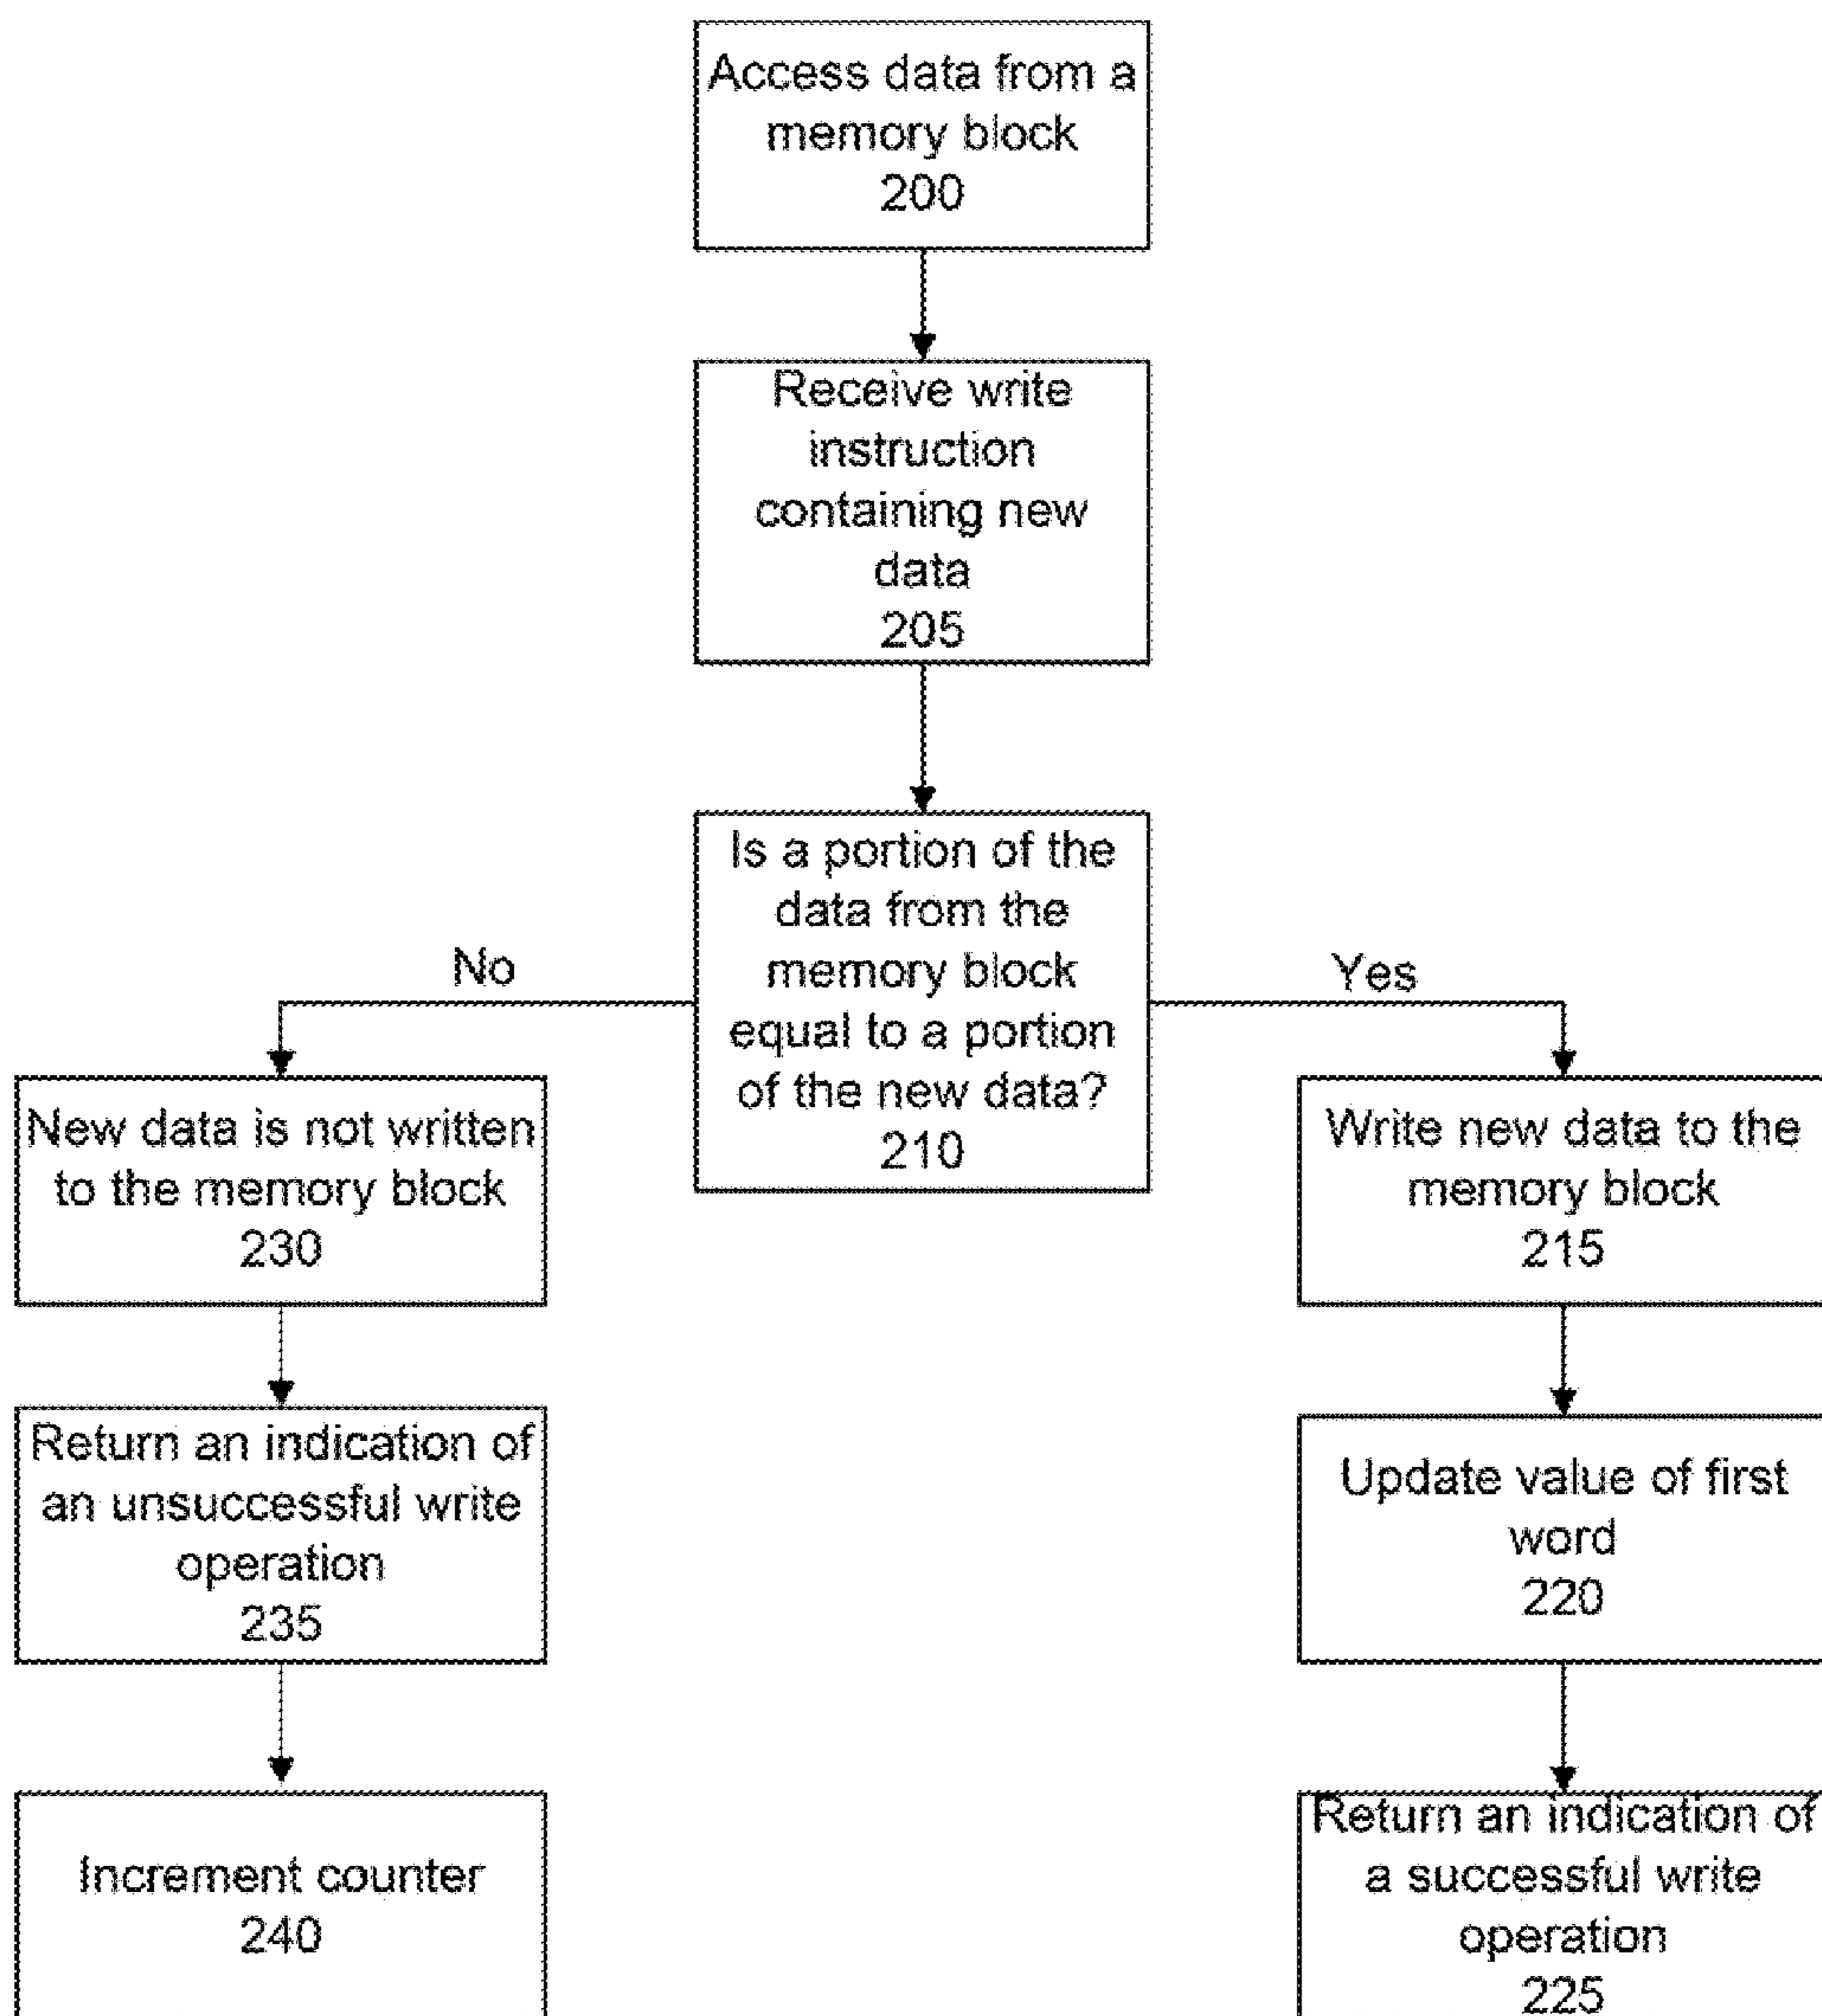 Access data from a
memory block
200
Receive write
instruction
containing new
data
205
Is a portion of the
data from the
memory block
equal to a portion
of the new data?
210
No
Yes
New data is not written
to the memory block
230
Write new data to the
memory block
215
Return an indication of
an unsuccessful write
operation
235
Update value of first
word
220
Increment counter
240
Return an indication of
a successful write
operation
225